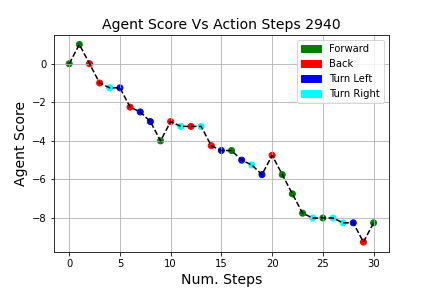 Agent Score Vs Action Steps 2940
Forward
Back
Turn Left
Turn Right
Agent Score
0
−2
−4
−6
−8
0 5 10 15 20 25 30
Num. Steps